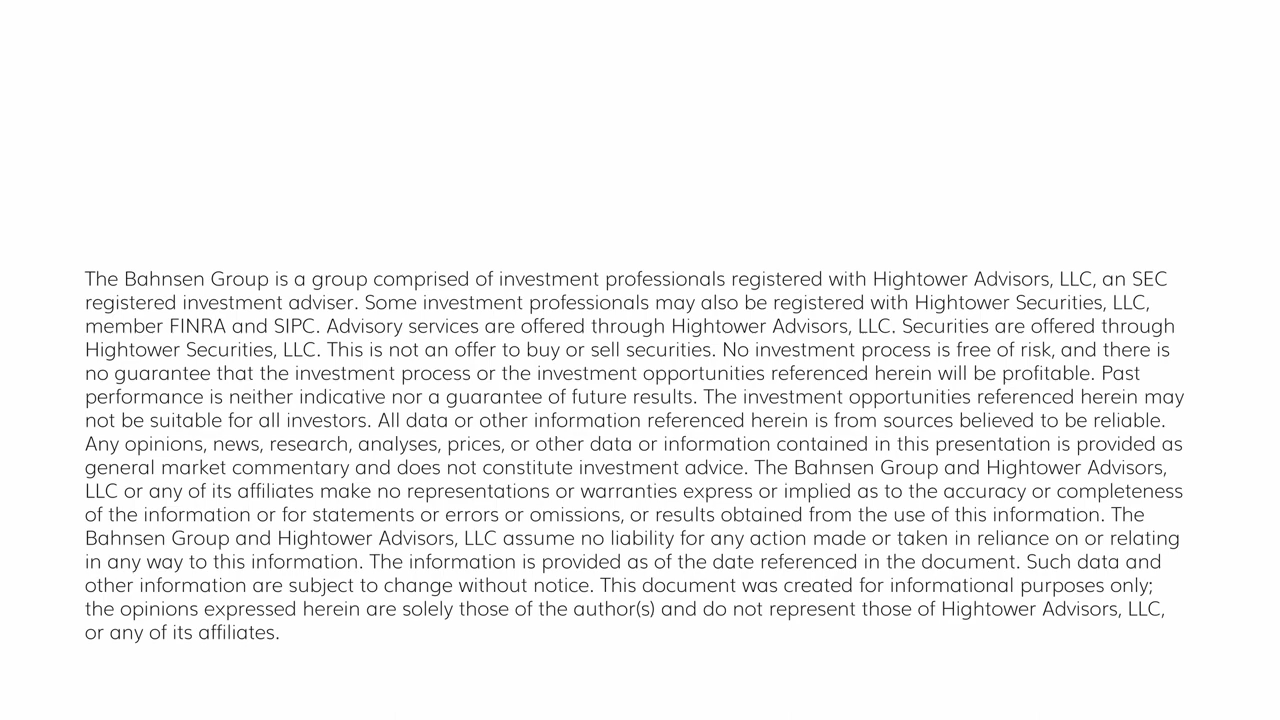 The Bahnsen Group is a group comprised of investment professionals registered with Hightower Advisors, LLC, an SEC
registered investment adviser. Some investment professionals may also be registered with Hightower Securities, LLC,
member FINRA and SIPC. Advisory services are offered through Hightower Advisors, LLC. Securities are offered through
Hightower Securities, LLC. This is not an offer to buy or sell securities. No investment process is free of risk, and there is
no guarantee that the investment process or the investment opportunities referenced herein will be profitable. Past
performance is neither indicative nor a guarantee of future results. The investment opportunities referenced herein may
not be suitable for all investors. All data or other information referenced herein is from sources believed to be reliable.
Any opinions, news, research, analyses, prices, or other data or information contained in this presentation is provided as
general market commentary and does not constitute investment advice. The Bahnsen Group and Hightower Advisors,
LLC or any of its affiliates make no representations or warranties express or implied as to the accuracy or completeness
of the information or for statements or errors or omissions, or results obtained from the use of this information. The
Bahnsen Group and Hightower Advisors, LLC assume no liability for any action made or taken in reliance on or relating
in any way to this information. The information is provided as of the date referenced in the document. Such data and
other information are subject to change without notice. This document was created for informational purposes only;
the opinions expressed herein are solely those of the author(s) and do not represent those of Hightower Advisors, LLC,
or any of its affiliates.